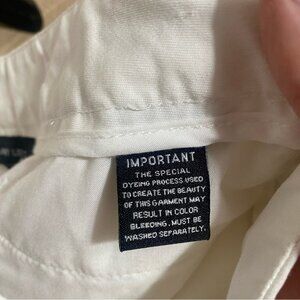 IMPORTANT
THE SPECIAL
DYEING PROCESS USED
TO CREATE THE BEAUTY
OF THIS GARMENT MAY
RESULT IN COLOR
BLEEDING, MUST BE
WASHED SEPARATELY.